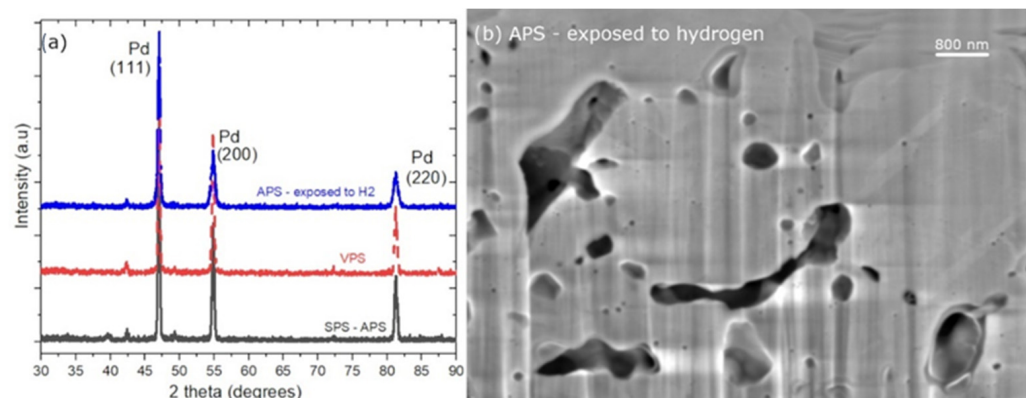 (a)
Pd
(111)
Pd
(200)
Pd
(220)
APS - exposed to H2
VPS
SPS - APS
Intensity (a.u)
30 35 40 45 50 55 60 65 70 75 80 85 90
2 theta (degrees)
(b) APS - exposed to hydrogen
800 nm